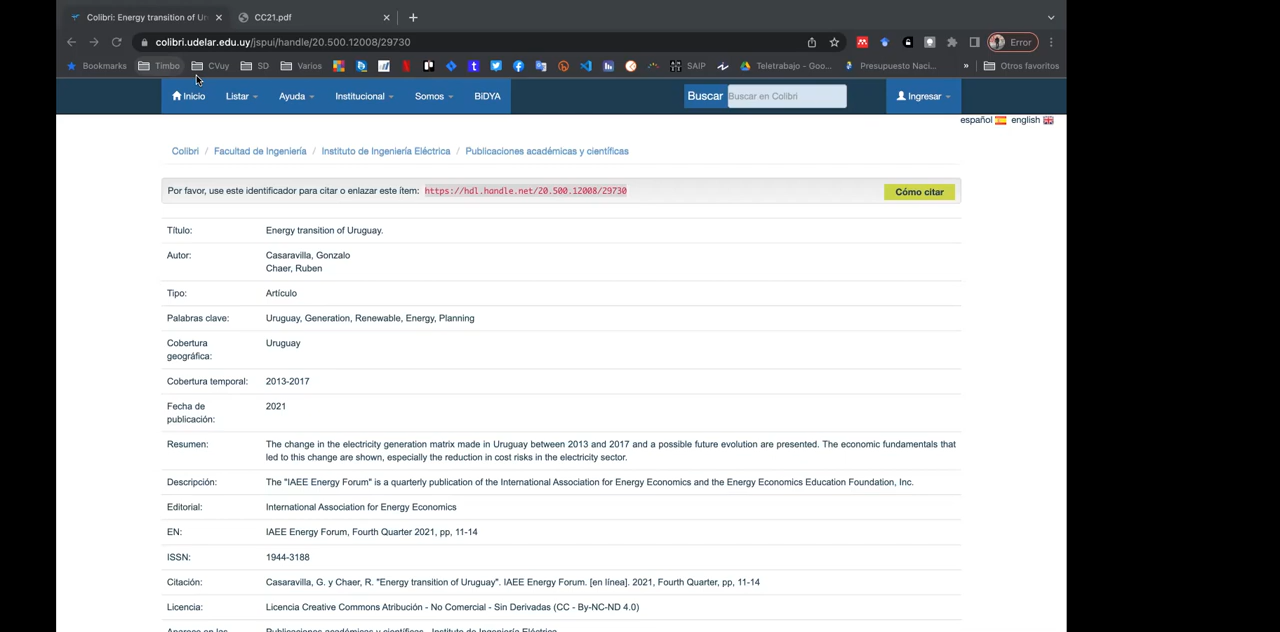 Colibri: Energy transition of Ur
CC21.pdf
colibri.udelar.edu.uy/jspui/handle/20.500.12008/29730
Error
Bookmarks Timbo CVuy SD Varios SAIP Teletrabajo - Goo... Presupuesto Naci... » Otros favoritos
Inicio Listar Ayuda Institucional Somos BiDYA Buscar Buscar en Colibri Ingresar
español english
Colibri / Facultad de Ingeniería / Instituto de Ingeniería Eléctrica / Publicaciones académicas y científicas
Por favor, use este identificador para citar o enlazar este ítem: https://hdl.handle.net/20.500.12008/29730 Cómo citar
Título: Energy transition of Uruguay.
Autor: Casaravilla, Gonzalo
Chaer, Ruben
Tipo: Artículo
Palabras clave: Uruguay, Generation, Renewable, Energy, Planning
Cobertura Uruguay
geográfica:
Cobertura temporal: 2013-2017
Fecha de 2021
publicación:
Resumen: The change in the electricity generation matrix made in Uruguay between 2013 and 2017 and a possible future evolution are presented. The economic fundamentals that
led to this change are shown, especially the reduction in cost risks in the electricity sector.
Descripción: The "IAEE Energy Forum" is a quarterly publication of the International Association for Energy Economics and the Energy Economics Education Foundation, Inc.
Editorial: International Association for Energy Economics
EN: IAEE Energy Forum, Fourth Quarter 2021, pp, 11-14
ISSN: 1944-3188
Citación: Casaravilla, G. y Chaer, R. "Energy transition of Uruguay". IAEE Energy Forum. [en línea]. 2021, Fourth Quarter, pp, 11-14
Licencia: Licencia Creative Commons Atribución - No Comercial - Sin Derivadas (CC - By-NC-ND 4.0)
Aparece en las Publicaciones académicas y científicas - Instituto de Ingeniería Eléctrica